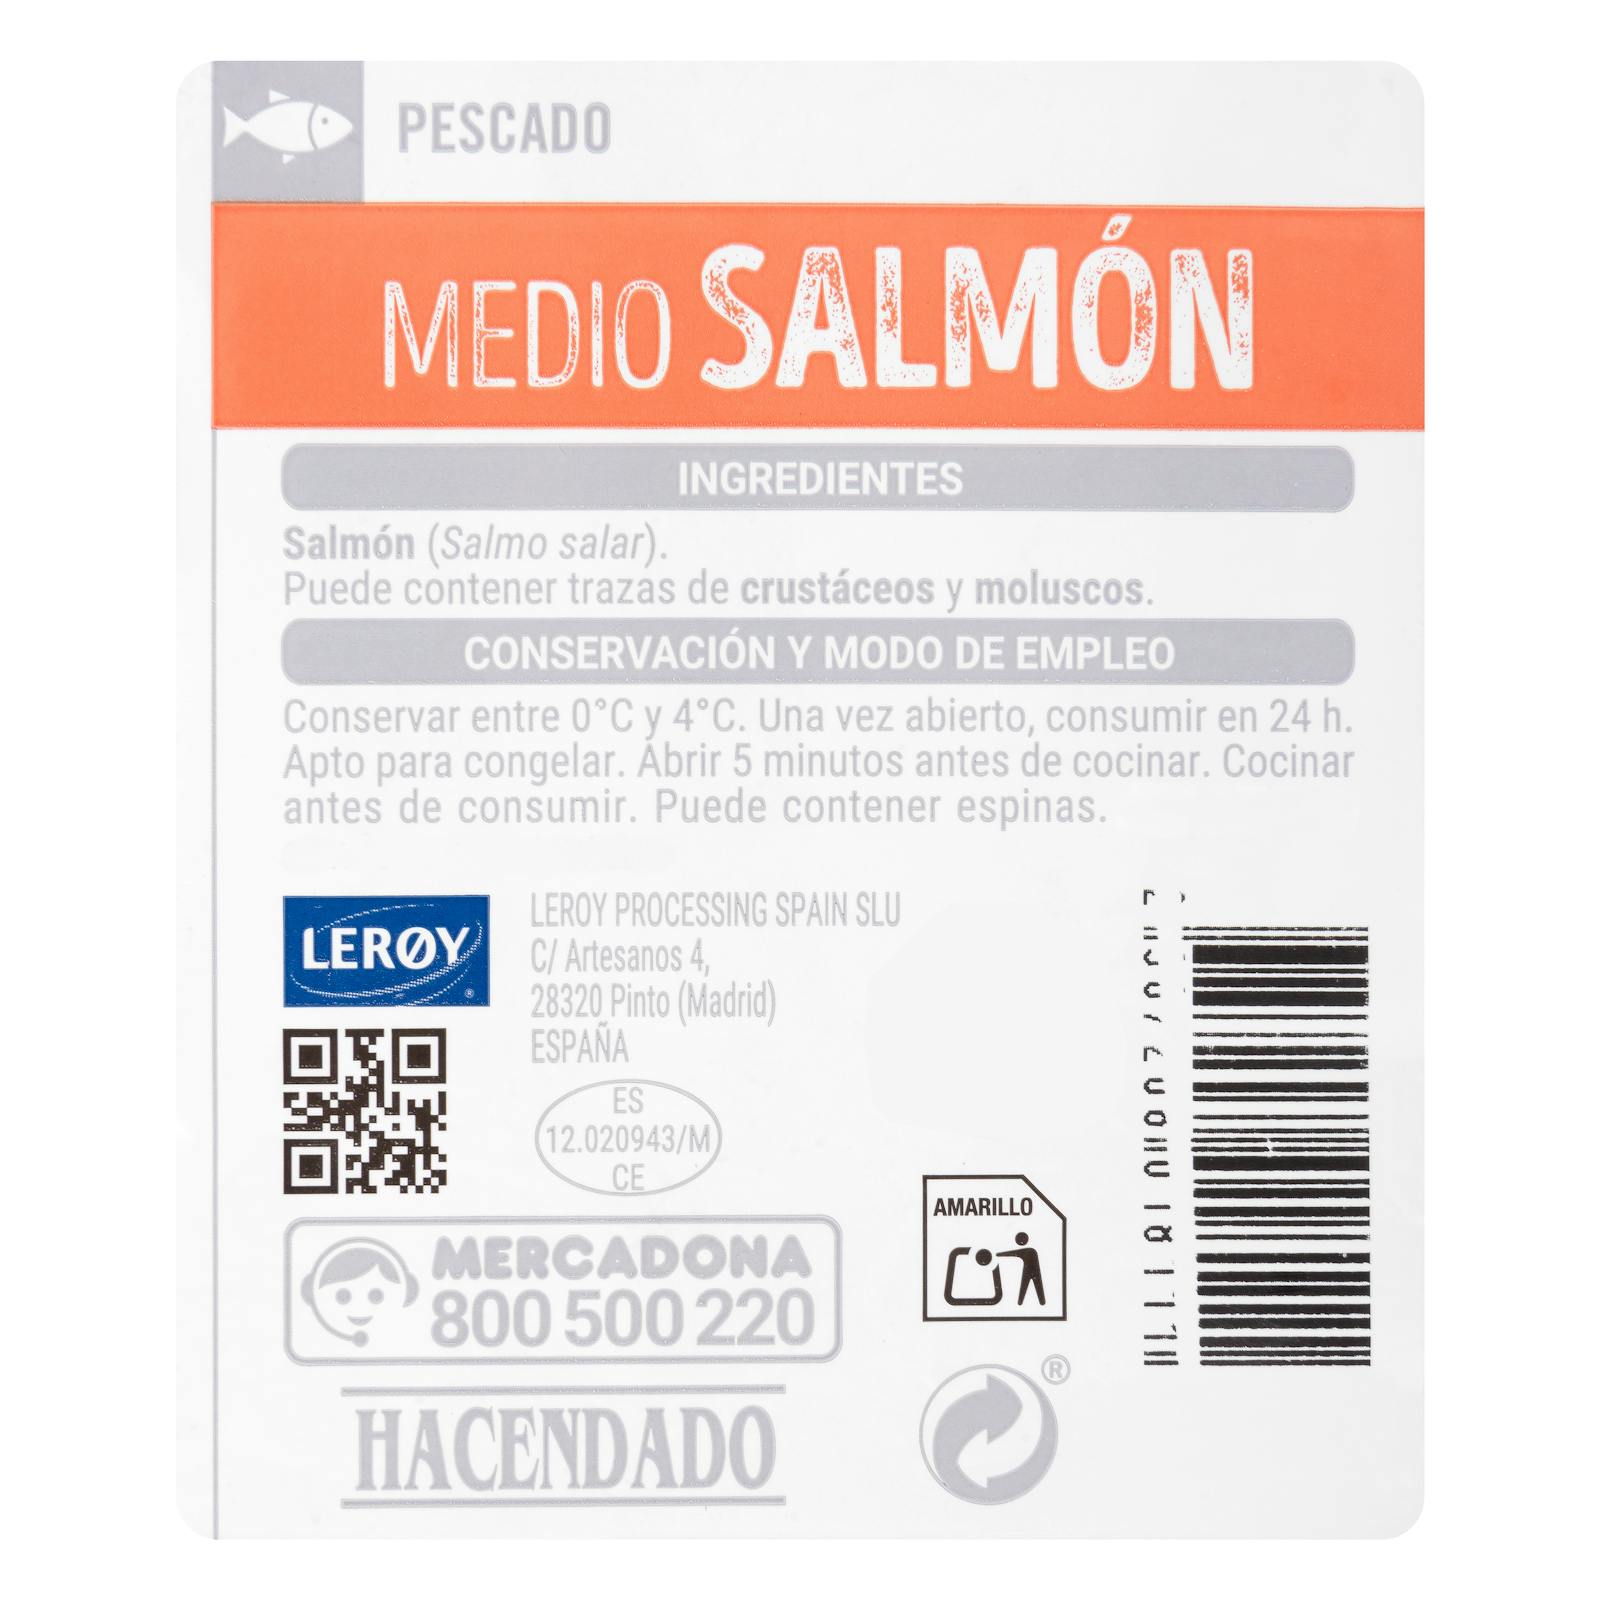 PESCADO
MEDIO SALMÓN
INGREDIENTES
Salmón (Salmo salar).
Puede contener trazas de crustáceos y moluscos.
CONSERVACIÓN Y MODO DE EMPLEO
Conservar entre 0°C y 4°C. Una vez abierto, consumir en 24 h.
Apto para congelar. Abrir 5 minutos antes de cocinar. Cocinar
antes de consumir. Puede contener espinas.
LERØY
®
LEROY PROCESSING SPAIN SLU
C/ Artesanos 4,
28320 Pinto (Madrid)
ESPAÑA
ES
12.020943/M
CE
AMARILLO
MERCADONA
800 500 220
®
HACENDADO